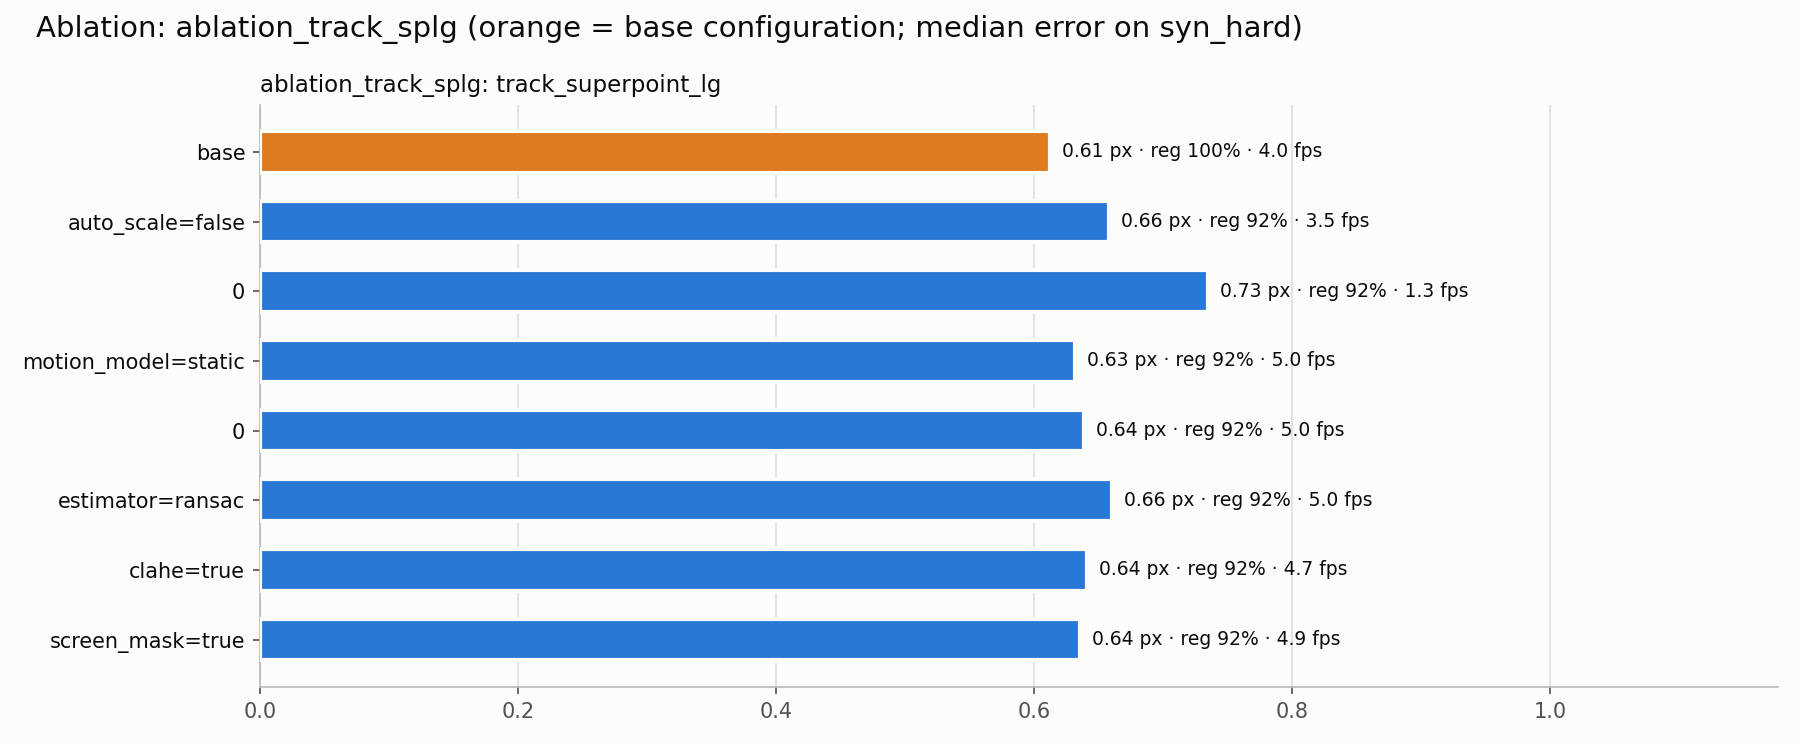 Ablation: ablation_track_splg (orange = base configuration; median error on syn_hard)
ablation_track_splg: track_superpoint_lg
base 0.61 px · reg 100% · 4.0 fps
auto_scale=false 0.66 px · reg 92% · 3.5 fps
0 0.73 px · reg 92% · 1.3 fps
motion_model=static 0.63 px · reg 92% · 5.0 fps
0 0.64 px · reg 92% · 5.0 fps
estimator=ransac 0.66 px · reg 92% · 5.0 fps
clahe=true 0.64 px · reg 92% · 4.7 fps
screen_mask=true 0.64 px · reg 92% · 4.9 fps
0.0 0.2 0.4 0.6 0.8 1.0